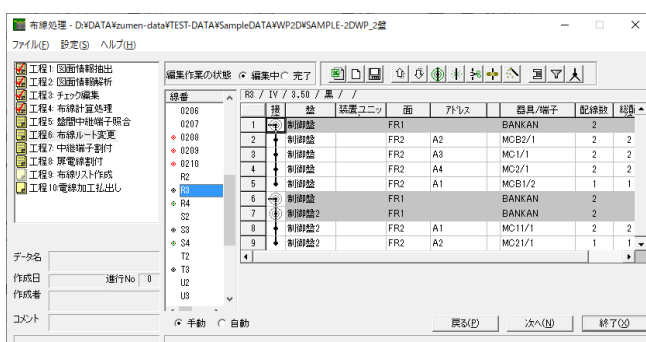 布線処理 - D:¥DATA¥zumen-data¥TEST-DATA¥SampleDATA¥WP2D¥SAMPLE-2DWP_2盤
ファイル(F) 設定(S) ヘルプ(H)
工程1: 図面情報抽出
工程2: 図面情報解析
工程3: チェック編集
工程4: 布線計算処理
工程5: 盤間中継端子照合
工程6: 布線ルート変更
工程7: 中継端子割付
工程8: 扉電線割付
工程9: 布線リスト作成
工程10:電線加工払出し
データ名
作成日 進行No 0
作成者
コメント
編集作業の状態 編集中 完了
線番
0206
0207
0208
0209
0210
R2
R3
R4
S2
S3
S4
T2
T3
U2
U3
R3 / IV / 3.50 / 黒 / /
盤 装置ユニッ 面 アドレス 器具/端子 配線数
1 制御盤 FR1 BANKAN 2
2 制御盤 FR2 A2 MCB2/1 2 2
3 制御盤 FR2 A3 MC1/1 2 2
4 制御盤 FR2 A4 MC2/1 2 2
5 制御盤 FR2 A1 MCB1/2 1 1
6 制御盤 FR1 BANKAN 2
7 制御盤2 FR1 BANKAN 2
8 制御盤2 FR2 A1 MC11/1 2 2
9 制御盤2 FR2 A2 MC21/1 1 1
手動 自動 戻る(P) 次へ(N) 終了(X)